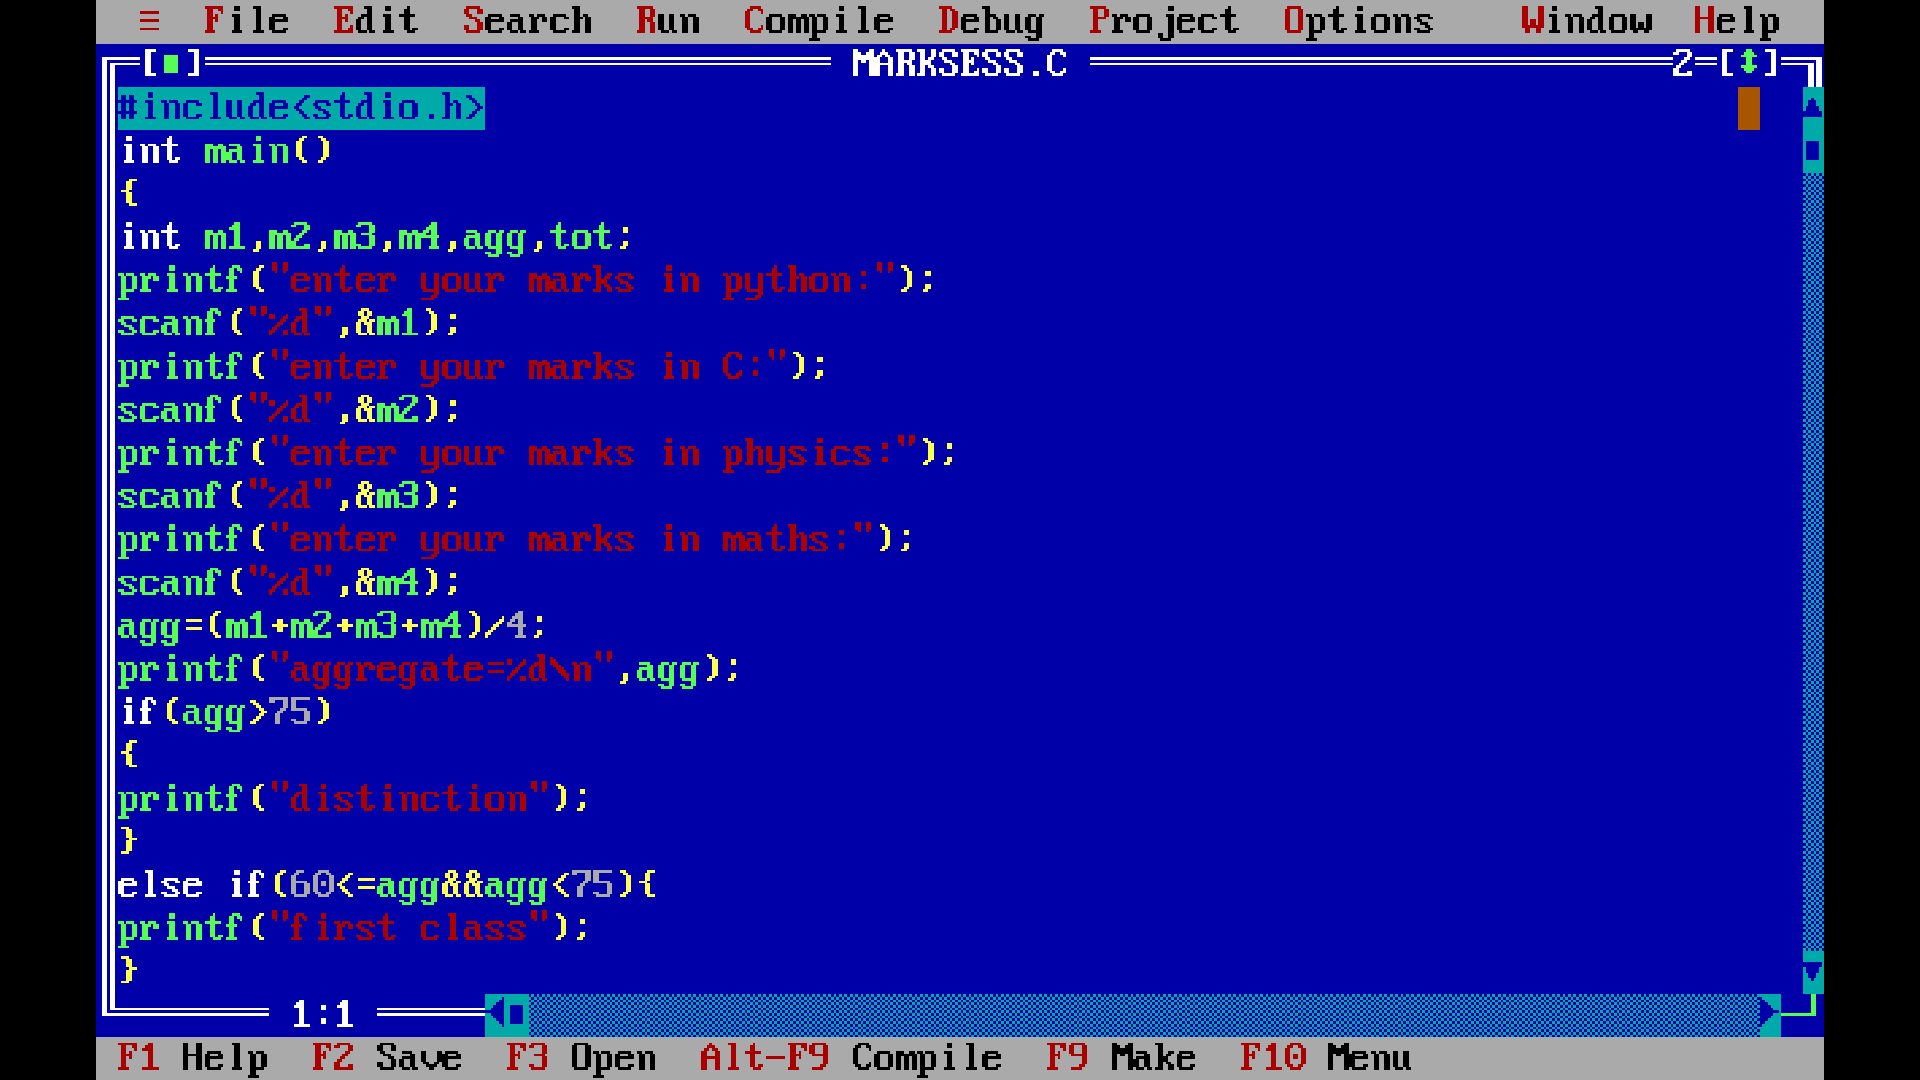 ≡ File Edit Search Run Compile Debug Project Options Window Help
[■] MARKSESS.C 2=[↕]
#include<stdio.h>
int main()
{
int m1,m2,m3,m4,agg,tot;
printf("enter your marks in python:");
scanf("%d",&m1);
printf("enter your marks in C:");
scanf("%d",&m2);
printf("enter your marks in physics:");
scanf("%d",&m3);
printf("enter your marks in maths:");
scanf("%d",&m4);
agg=(m1+m2+m3+m4)/4;
printf("aggregate=%d\n",agg);
if(agg>75)
{
printf("distinction");
}
else if(60<=agg&&agg<75){
printf("first class");
}
1:1
F1 Help F2 Save F3 Open Alt-F9 Compile F9 Make F10 Menu